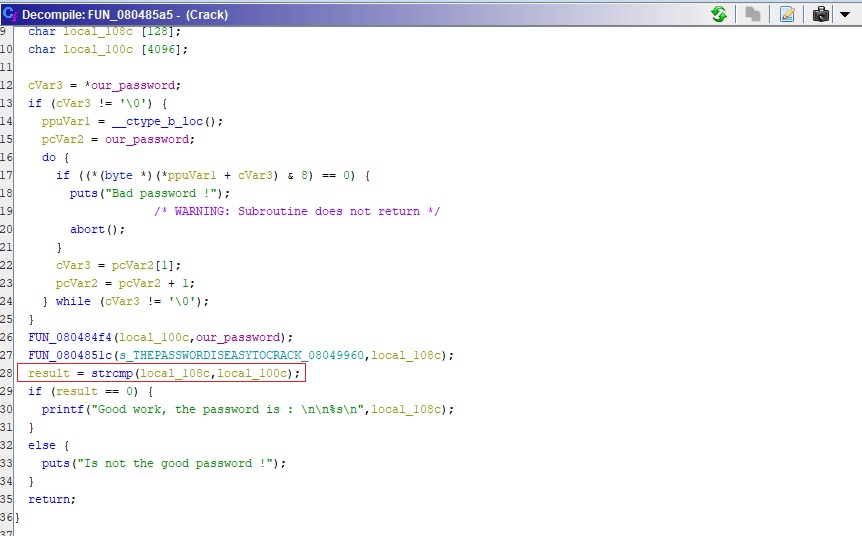 Decompile: FUN_080485a5 - (Crack)
9 char local_108c [128];
10 char local_100c [4096];
11
12 cVar3 = *our_password;
13 if (cVar3 != '\0') {
14 ppuVar1 = __ctype_b_loc();
15 pcVar2 = our_password;
16 do {
17 if ((*(byte *)(*ppuVar1 + cVar3) & 8) == 0) {
18 puts("Bad password !");
19 /* WARNING: Subroutine does not return */
20 abort();
21 }
22 cVar3 = pcVar2[1];
23 pcVar2 = pcVar2 + 1;
24 } while (cVar3 != '\0');
25 }
26 FUN_080484f4(local_100c,our_password);
27 FUN_0804851c(s_THEPASSWORDISEASYTOCRACK_08049960,local_108c);
28 result = strcmp(local_108c,local_100c);
29 if (result == 0) {
30 printf("Good work, the password is : \n\n%s\n",local_108c);
31 }
32 else {
33 puts("Is not the good password !");
34 }
35 return;
36 }
37